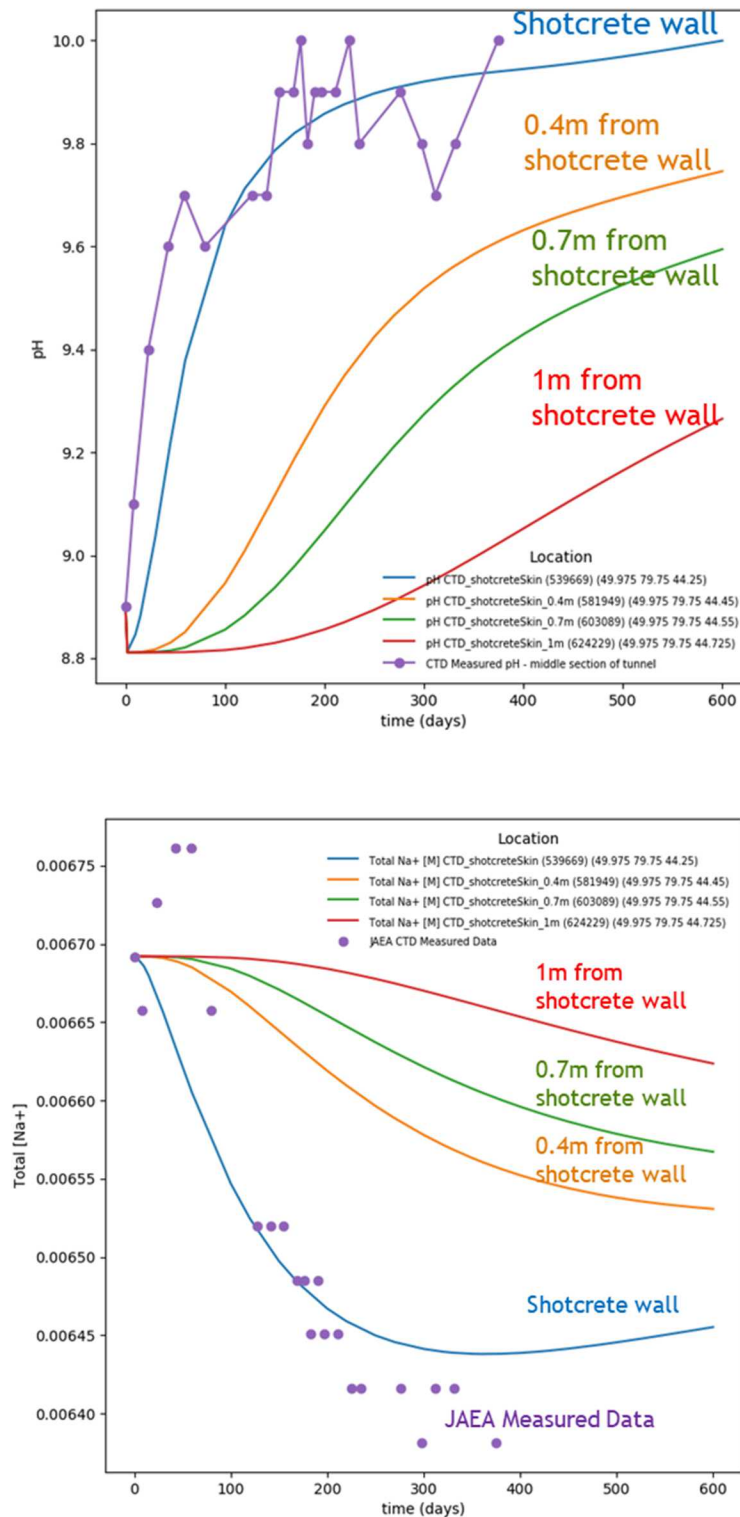 Shotcrete wall
10.0
0.4m from
shotcrete wall
9.8
0.7m from
shotcrete wall
9.6
pH
9.4
1m from
shotcrete wall
9.2
9.0
Location
pH CTD_shotcreteSkin (539669) (49.975 79.75 44.25)
pH CTD_shotcreteSkin_0.4m (581949) (49.975 79.75 44.45)
pH CTD_shotcreteSkin_0.7m (603089) (49.975 79.75 44.55)
pH CTD_shotcreteSkin_1m (624229) (49.975 79.75 44.725)
CTD Measured pH - middle section of tunnel
8.8
0 100 200 300 400 500 600
time (days)
Location
Total Na+ [M] CTD_shotcreteSkin (539669) (49.975 79.75 44.25)
Total Na+ [M] CTD_shotcreteSkin_0.4m (581949) (49.975 79.75 44.45)
Total Na+ [M] CTD_shotcreteSkin_0.7m (603089) (49.975 79.75 44.55)
Total Na+ [M] CTD_shotcreteSkin_1m (624229) (49.975 79.75 44.725)
JAEA CTD Measured Data
0.00675
0.00670
1m from
shotcrete wall
0.00665
0.7m from
shotcrete wall
0.00660
0.4m from
shotcrete wall
0.00655
Total [Na+]
0.00650
Shotcrete wall
0.00645
JAEA Measured Data
0.00640
0 100 200 300 400 500 600
time (days)